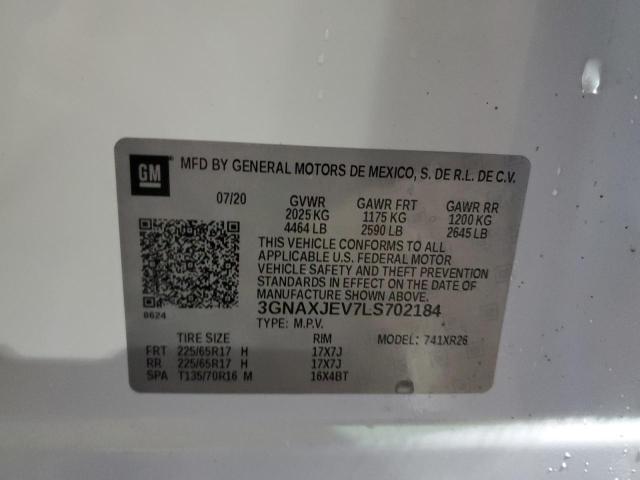 GM
MFD BY GENERAL MOTORS DE MEXICO, S. DE R.L. DE C.V.
07/20 GVWR GAWR FRT GAWR RR
2025 KG 1175 KG 1200 KG
4464 LB 2590 LB 2645 LB
THIS VEHICLE CONFORMS TO ALL
APPLICABLE U.S. FEDERAL MOTOR
VEHICLE SAFETY AND THEFT PREVENTION
STANDARDS IN EFFECT ON THE DATE
OF MANUFACTURE SHOWN ABOVE.
8624 3GNAXJEV7LS702184
TYPE: M.P.V.
TIRE SIZE RIM MODEL: 741XR26
FRT 225/65R17 H 17X7J
RR 225/65R17 H 17X7J
SPA T135/70R16 M 16X4BT